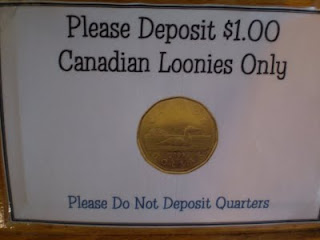 Please Deposit $1.00
Canadian Loonies Only
Please Do Not Deposit Quarters